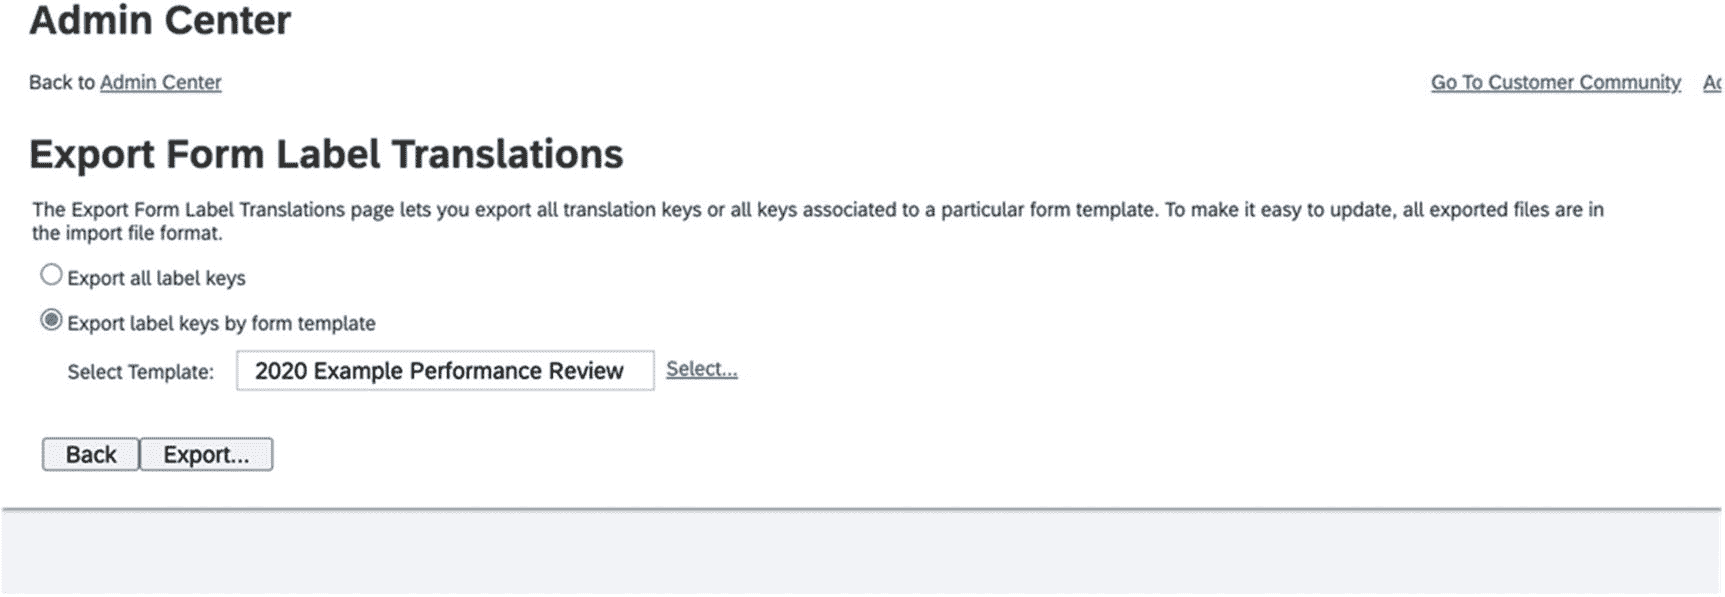 Admin Center
Back to Admin Center
Go To Customer Community
Export Form Label Translations
The Export Form Label Translations page lets you export all translation keys or all keys associated to a particular form template. To make it easy to update, all exported files are in
the import file format.
Export all label keys
Export label keys by form template
Select Template: 2020 Example Performance Review Select...
Back Export...